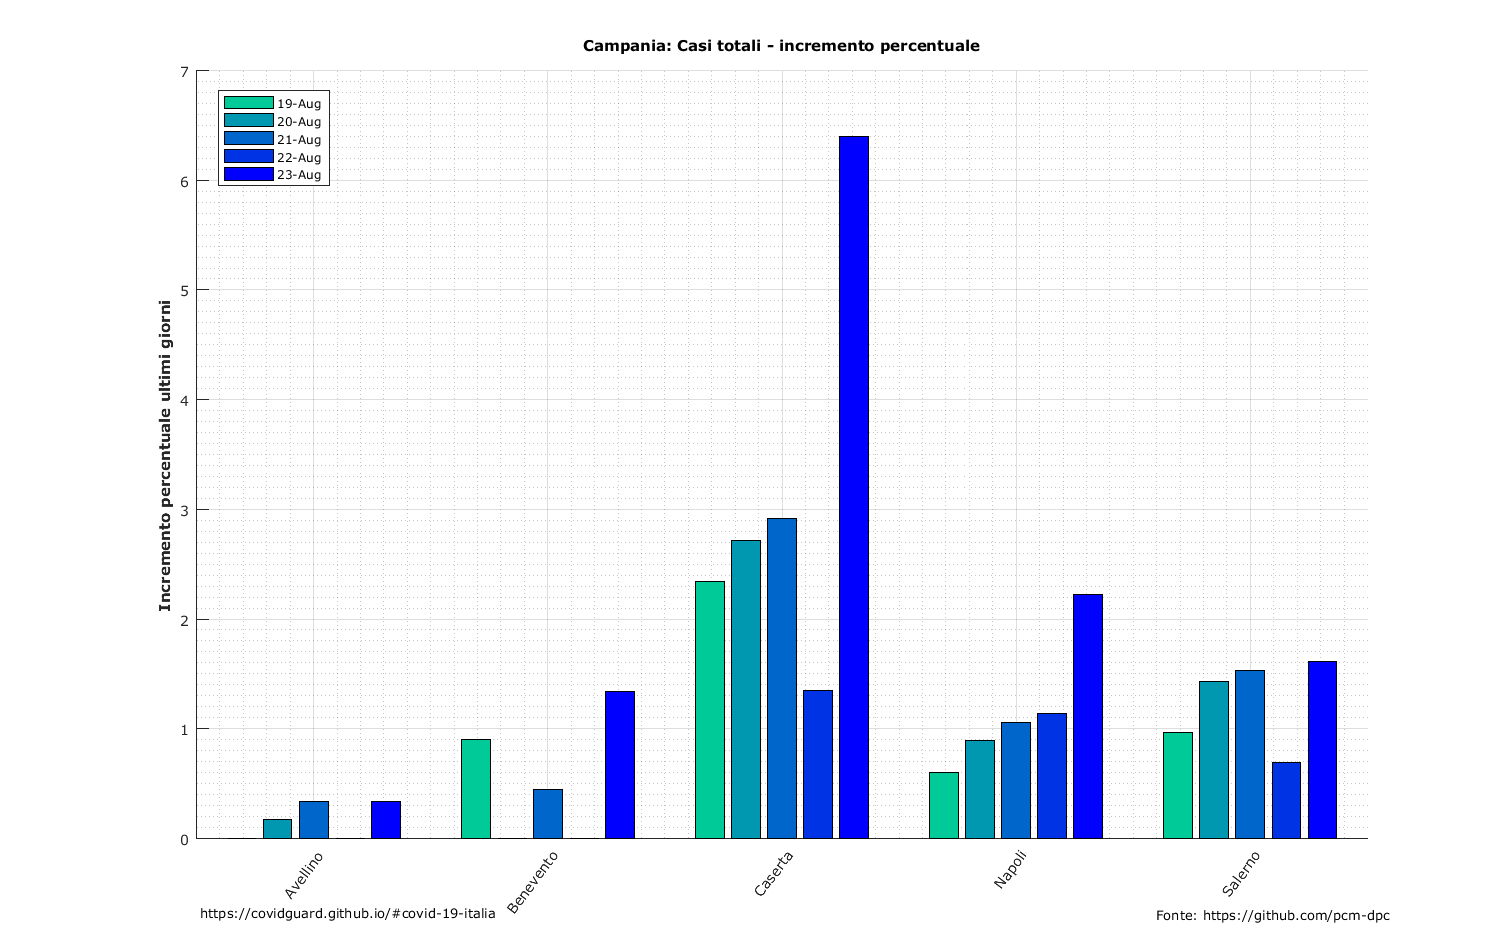 Campania: Casi totali - incremento percentuale
7
6
5
4
3
2
1
0
Incremento percentuale ultimi giorni
19-Aug
20-Aug
21-Aug
22-Aug
23-Aug
Avellino
Benevento
Caserta
Napoli
Salerno
https://covidguard.github.io/#covid-19-italia
Fonte: https://github.com/pcm-dpc